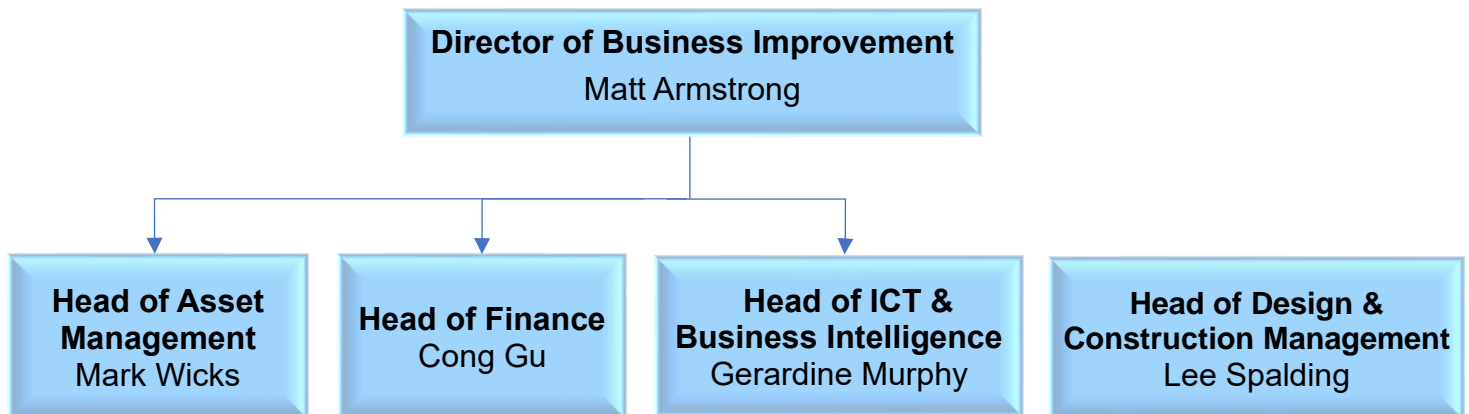 Director of Business Improvement
Matt Armstrong
Head of Asset
Management
Mark Wicks
Head of Finance
Cong Gu
Head of ICT &
Business Intelligence
Gerardine Murphy
Head of Design &
Construction Management
Lee Spalding